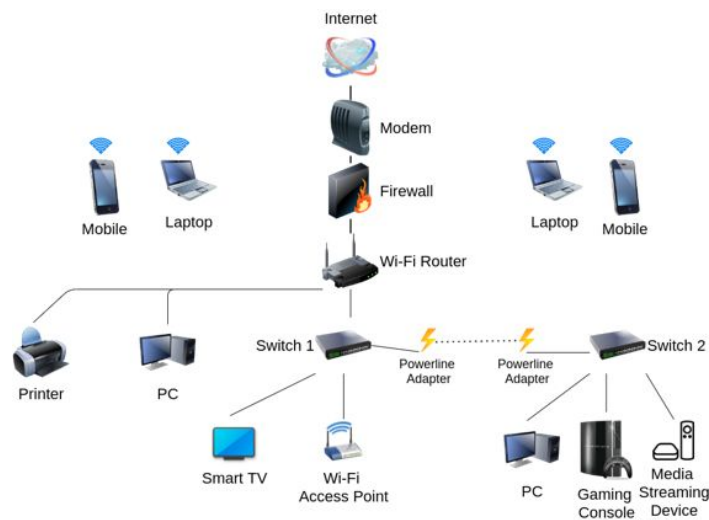 Internet
Modem
Firewall
Mobile
Laptop
Laptop
Mobile
Wi-Fi Router
Switch 1
Switch 2
Powerline
Adapter
Powerline
Adapter
Printer
PC
Smart TV
Wi-Fi
Access Point
PC
Gaming
Console
Media
Streaming
Device